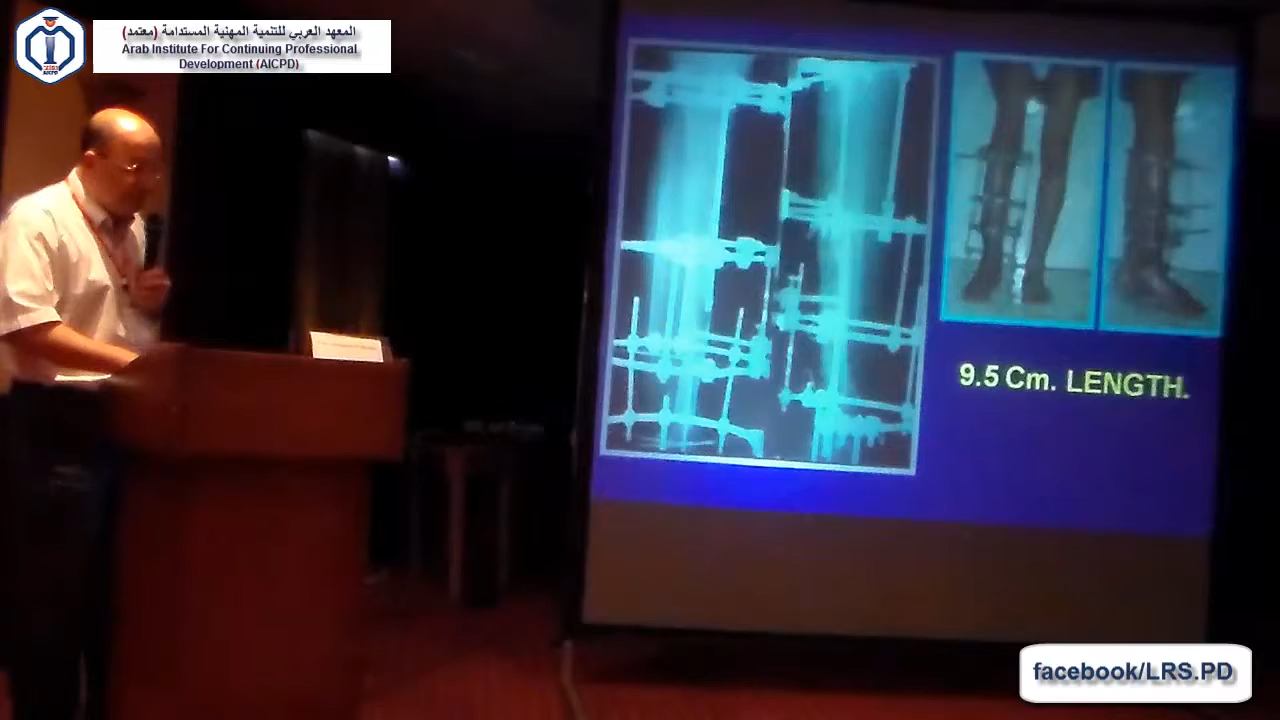 المعهد العربي للتنمية المهنية المستدامة (معتمد)
Arab Institute For Continuing Professional
Development (AICPD)
AICPD
9.5 Cm. LENGTH.
facebook/LRS.PD